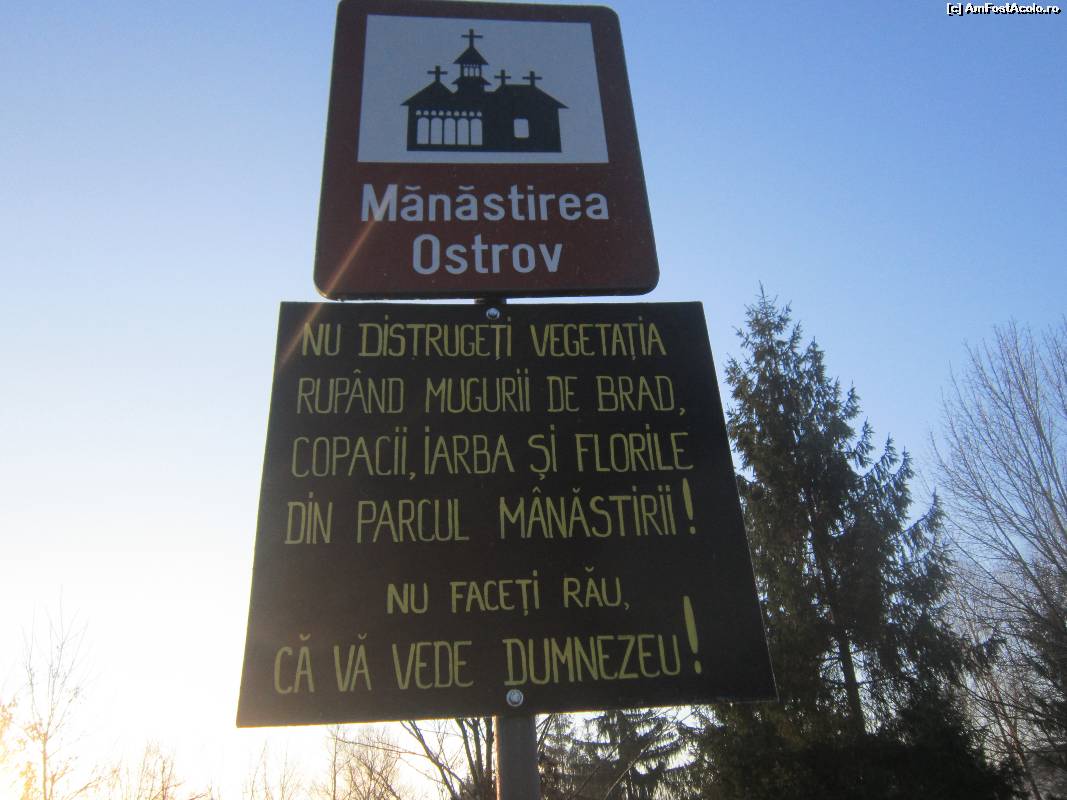 [c] AmFostAcolo.ro
Mănăstirea
Ostrov
NU DISTRUGEȚI VEGETAȚIA
RUPÂND MUGURII DE BRAD,
COPACII, IARBA ȘI FLORILE
DIN PARCUL MÂNĂSTIRII!
NU FACEȚI RĂU,
CĂ VĂ VEDE DUMNEZEU!